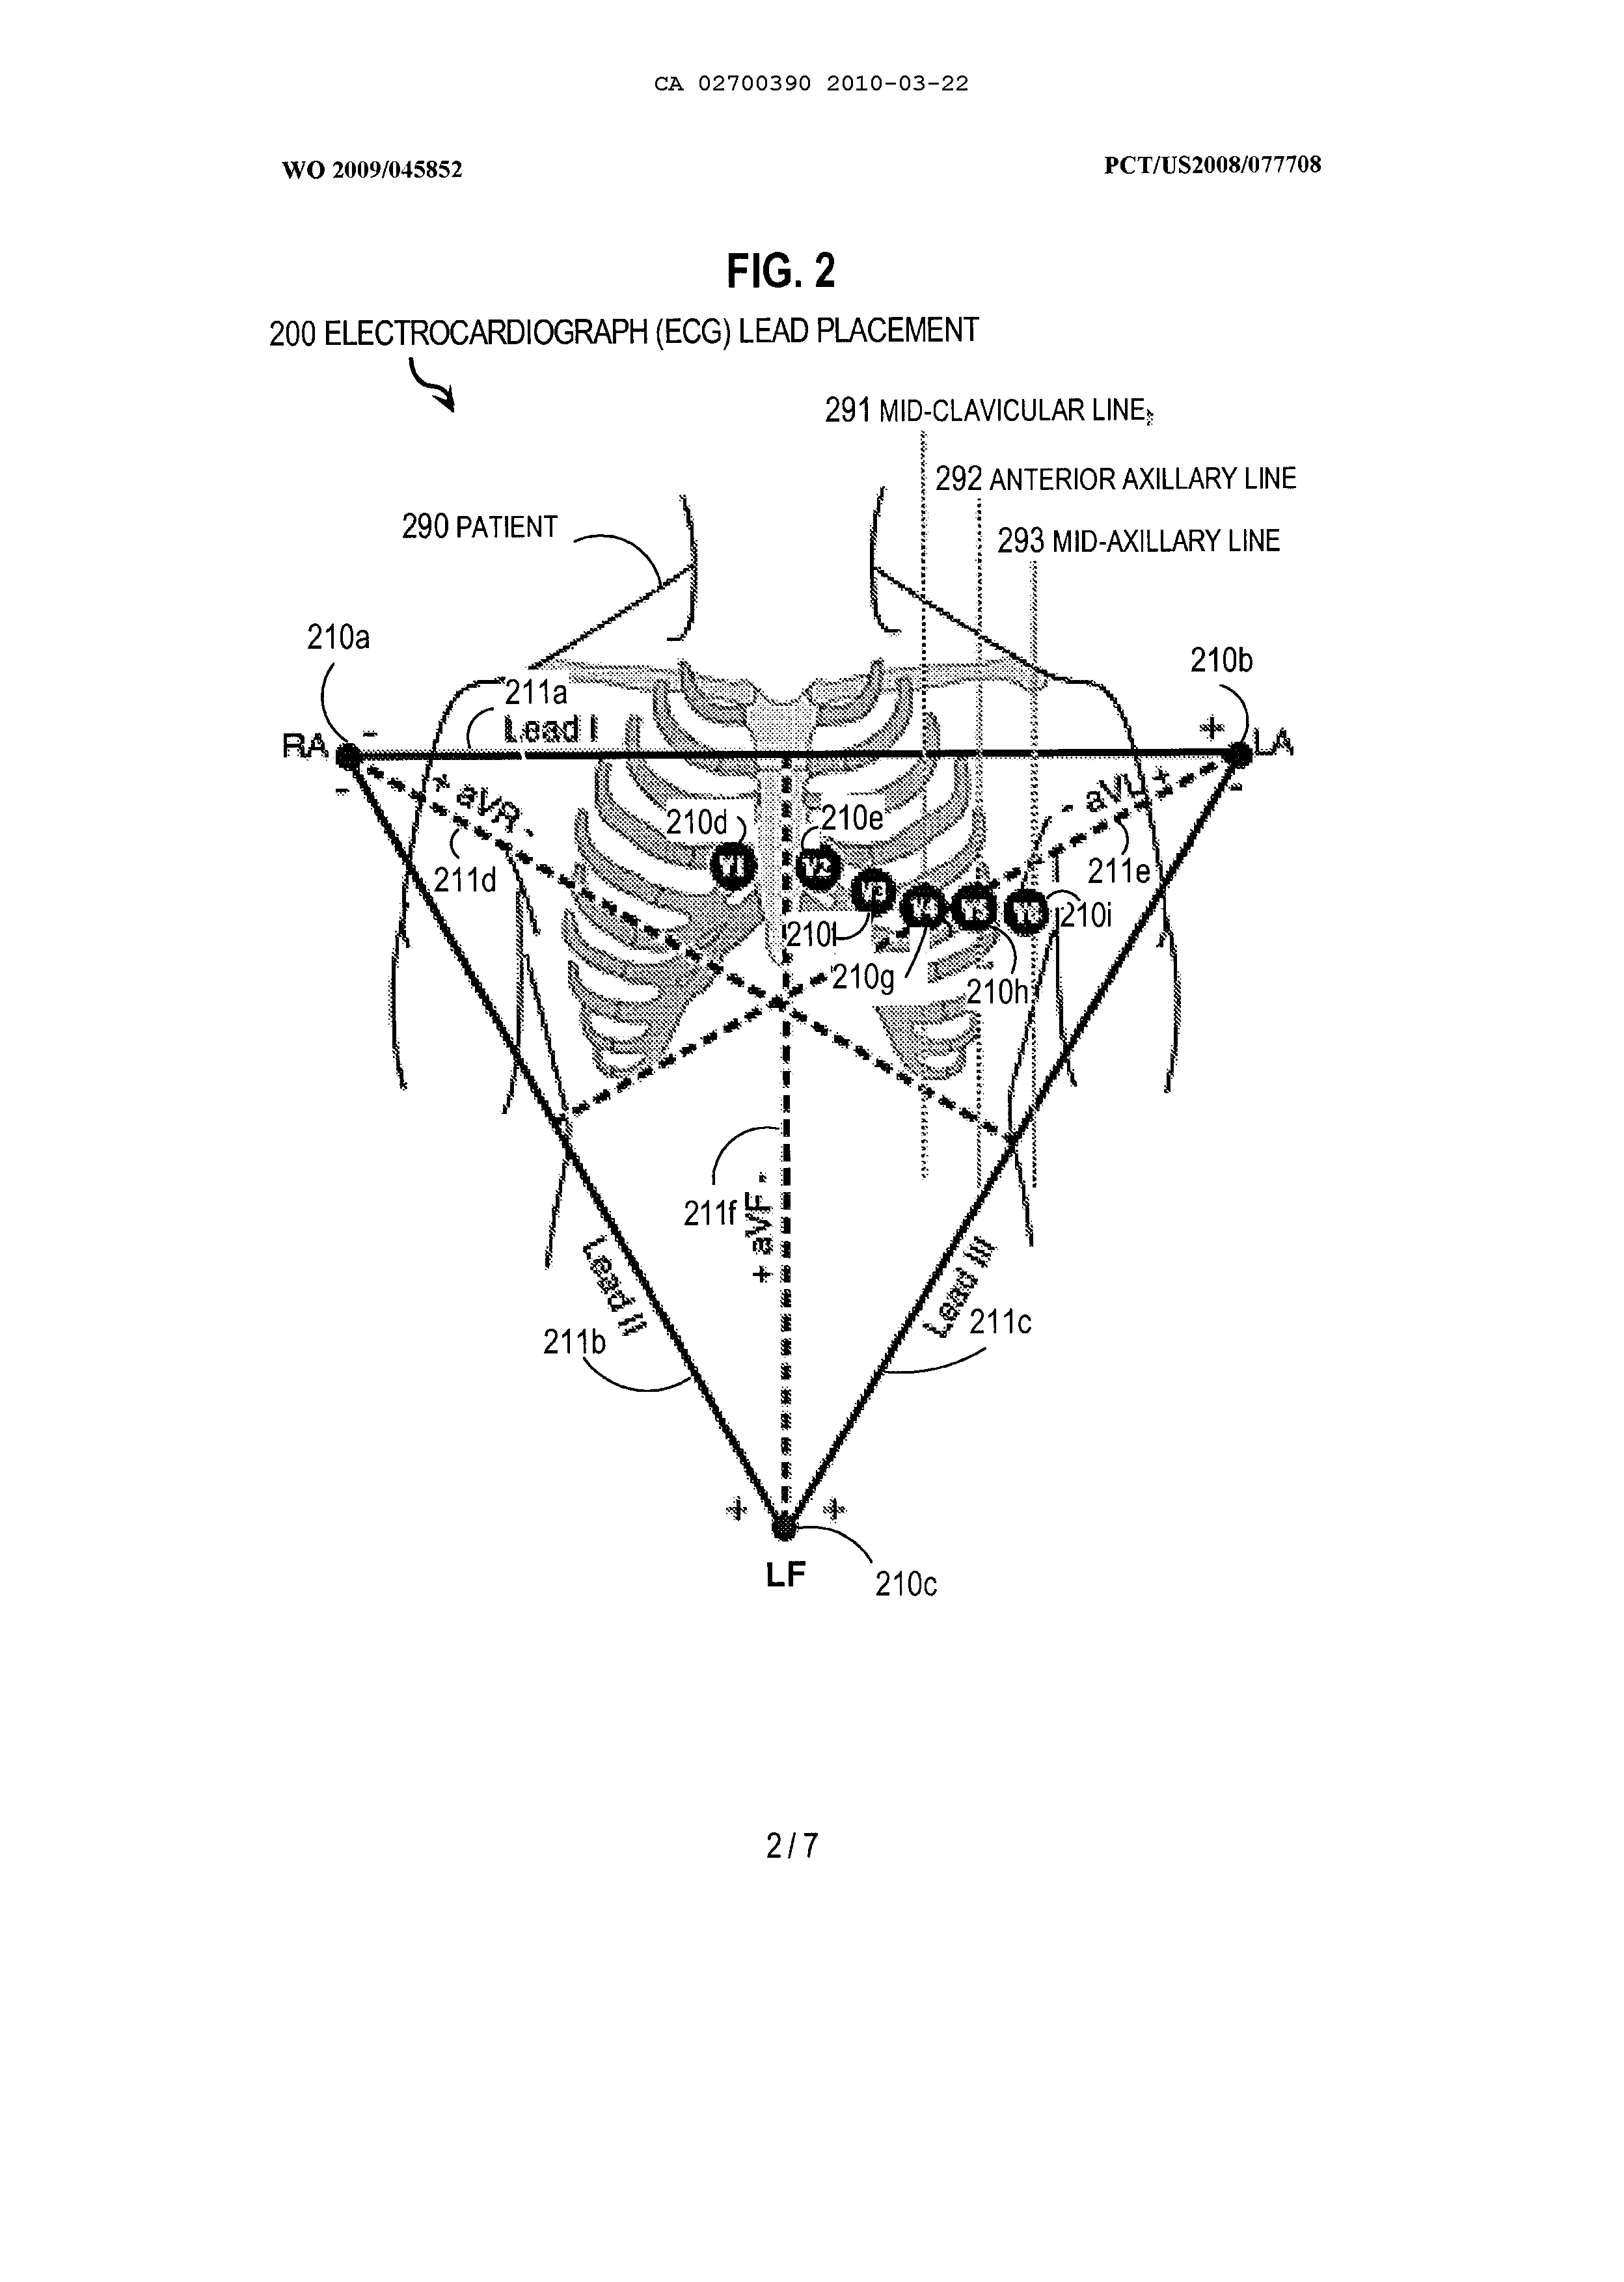 CA 02700390 2010-03-22
WO 2009/045852
PCT/US2008/077708
FIG. 2
200 ELECTROCARDIOGRAPH (ECG) LEAD PLACEMENT
291 MID-CLAVICULAR LINE
292 ANTERIOR AXILLARY LINE
290 PATIENT
293 MID-AXILLARY LINE
210a
210b
211a
Lead I
RA
-
+
LA
-
-
+ aVR -
- aVL +
210d
210e
211d
211e
V1
V2
V3
V4
V5
V6
210i
210g
210h
211f
+ aVF -
Lead II
Lead III
211b
211c
+
+
LF
210c
2/7